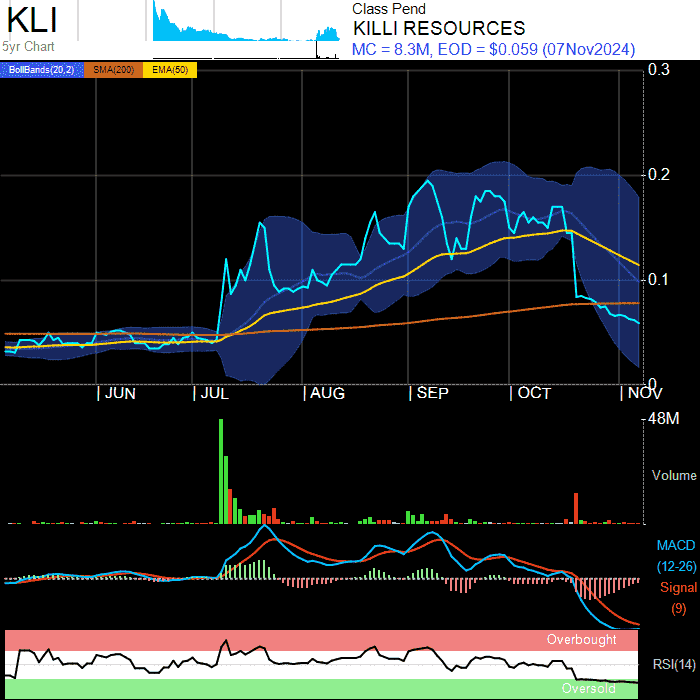 KLI
5yr Chart
Class Pend
KILLI RESOURCES
MC = 8.3M, EOD = $0.059 (07Nov2024)
BollBands(20,2) SMA(200) EMA(50)
0.3
0.2
0.1
0
JUN JUL AUG SEP OCT NOV
48M
Volume
MACD
(12-26)
Signal
(9)
Overbought
RSI(14)
Oversold